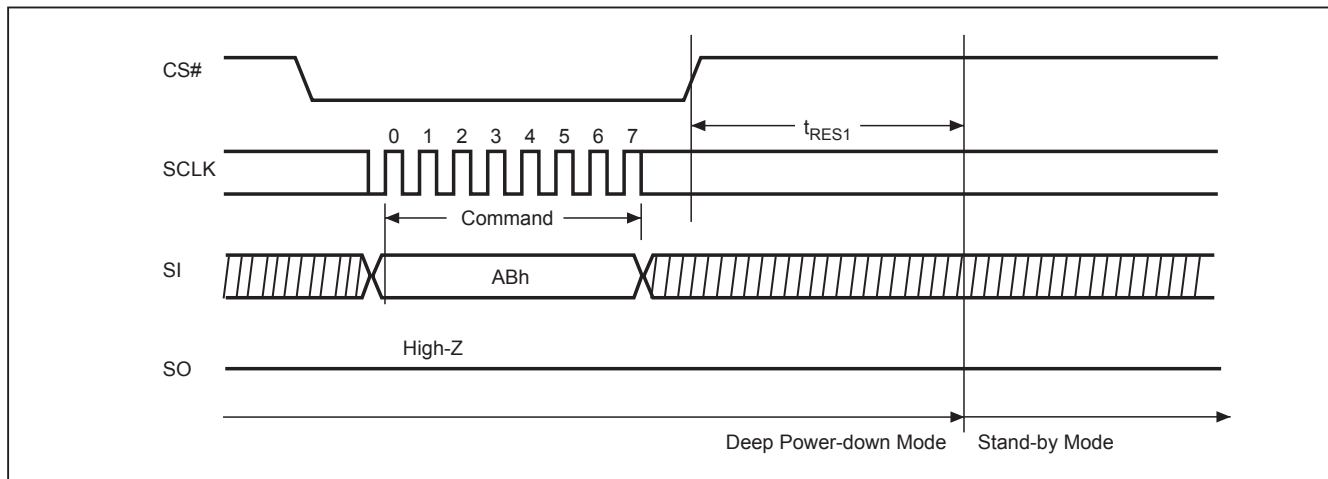 CS#
tRES1
0 1 2 3 4 5 6 7
SCLK
Command
SI
ABh
High-Z
SO
Deep Power-down Mode Stand-by Mode